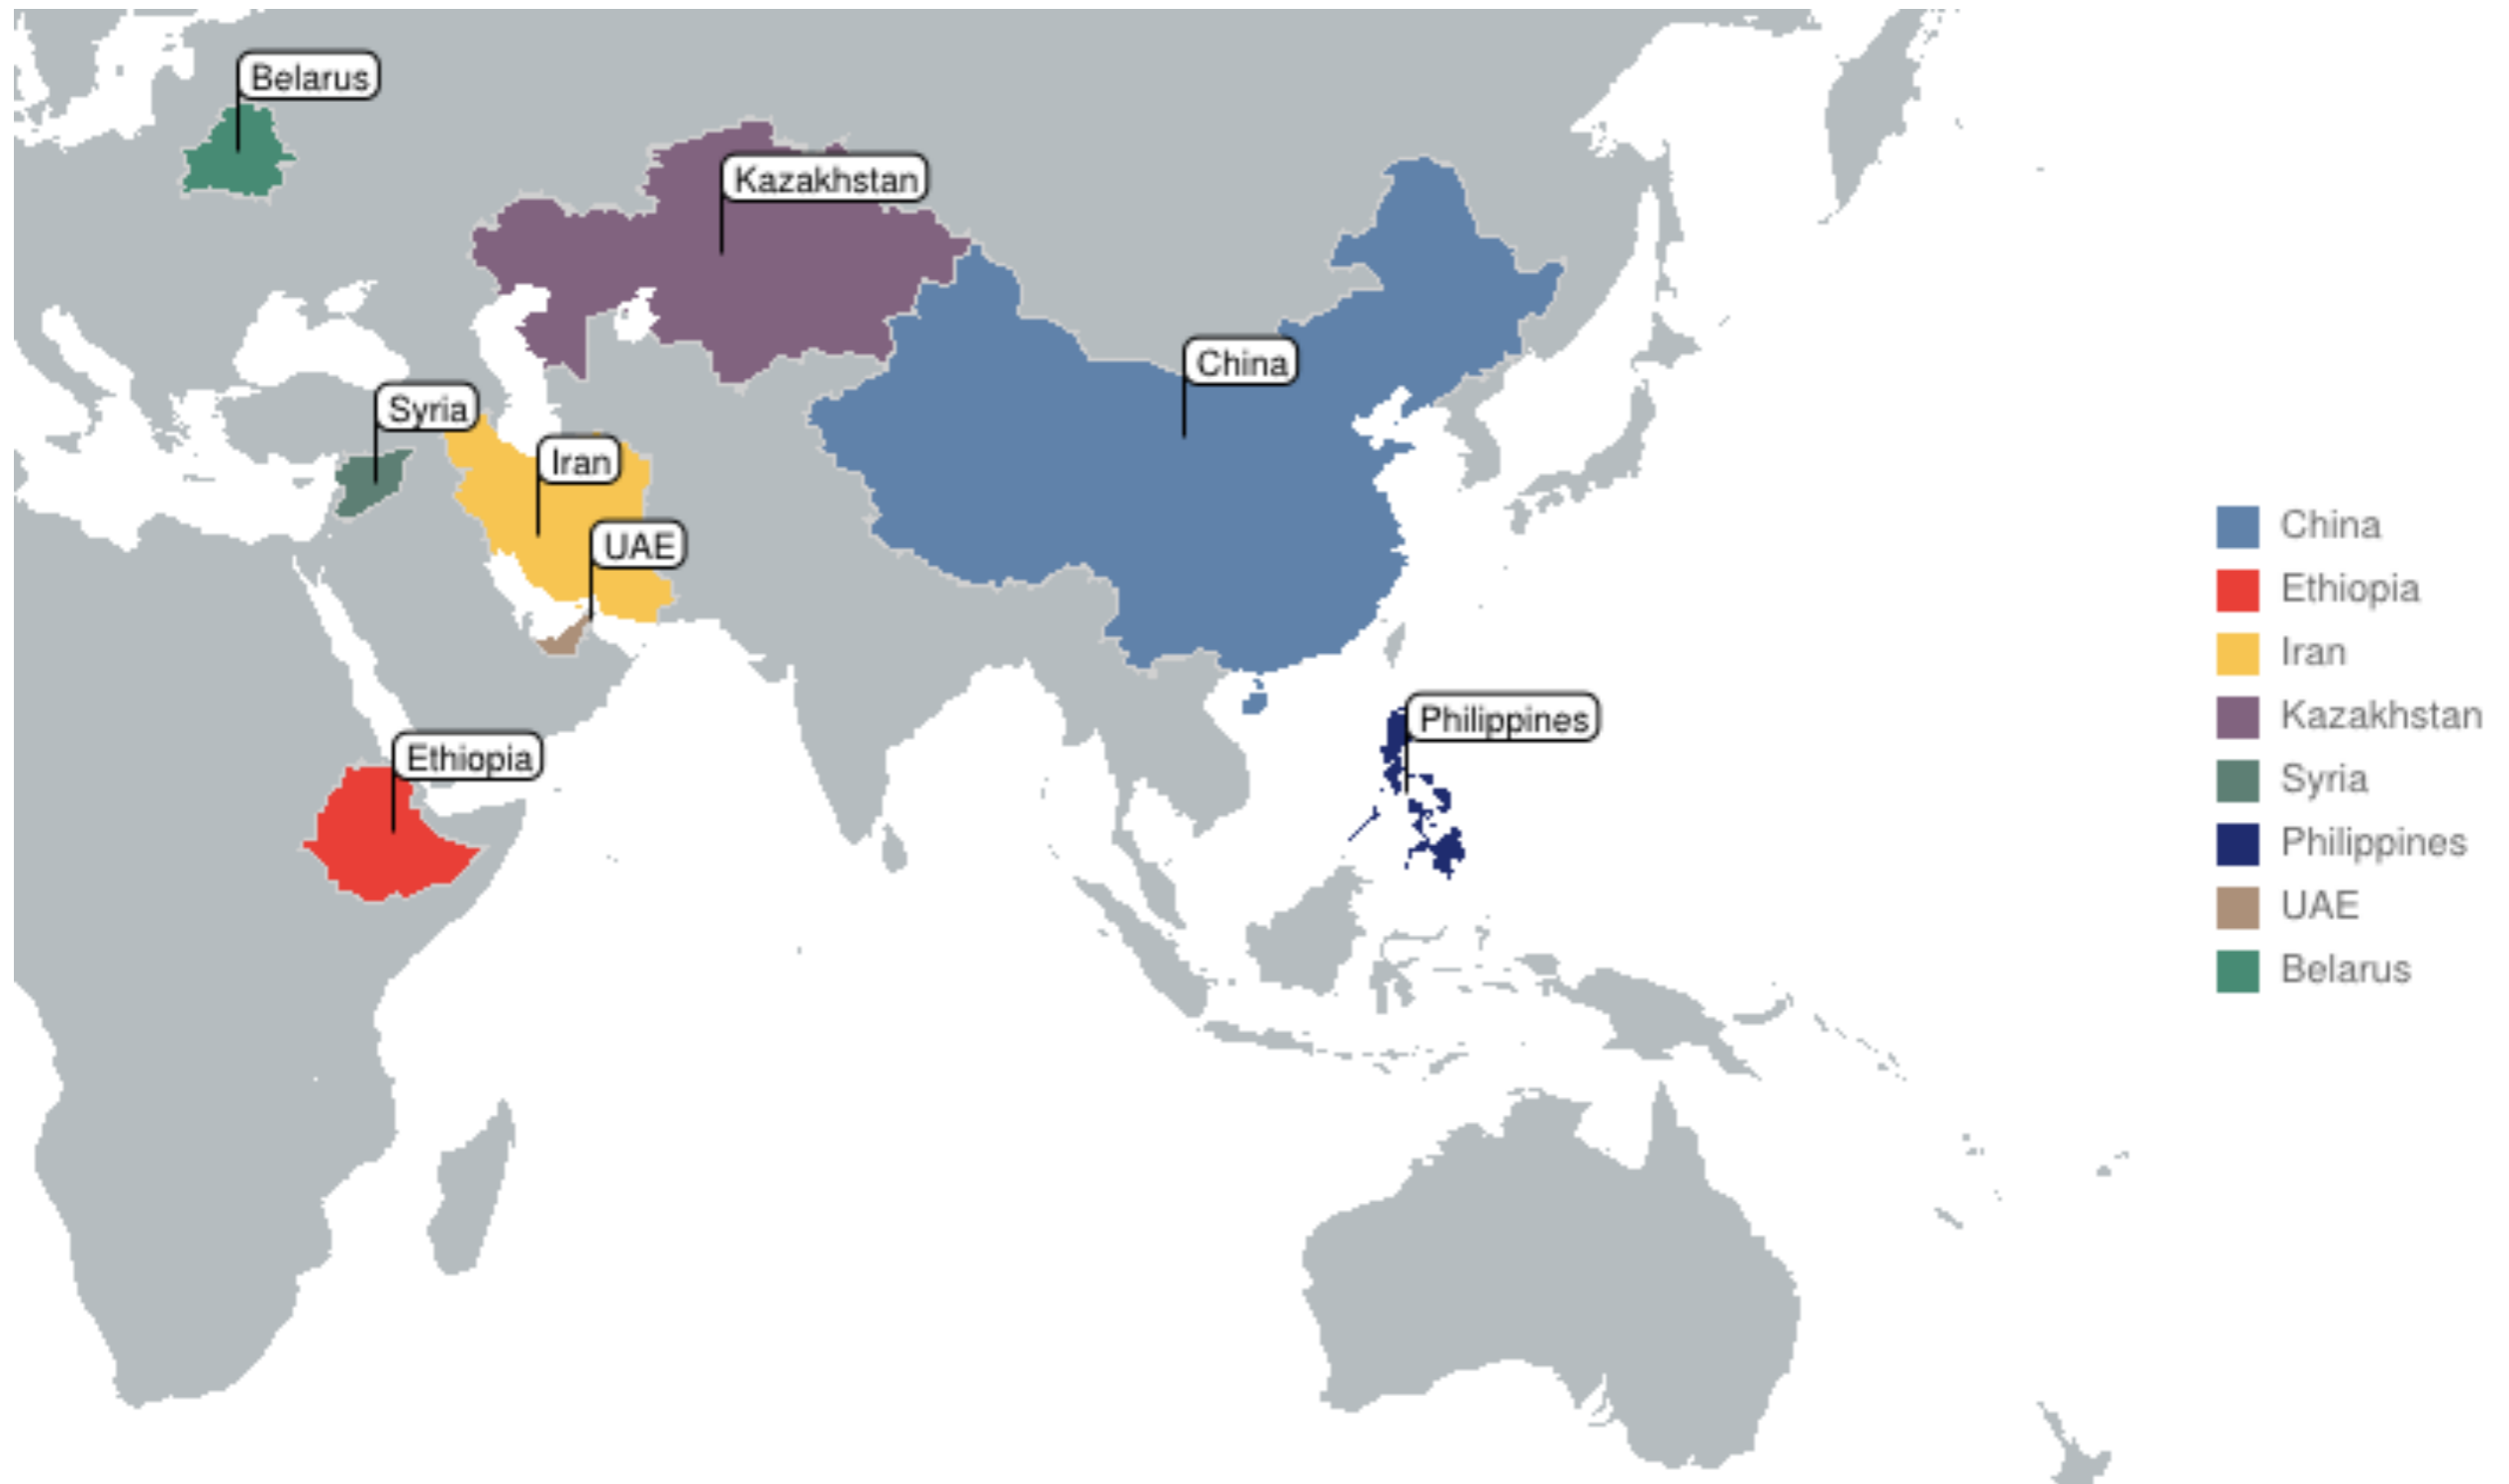 Belarus
Kazakhstan
China
Syria
Iran
UAE
Philippines
Ethiopia
China
Ethiopia
Iran
Kazakhstan
Syria
Philippines
UAE
Belarus